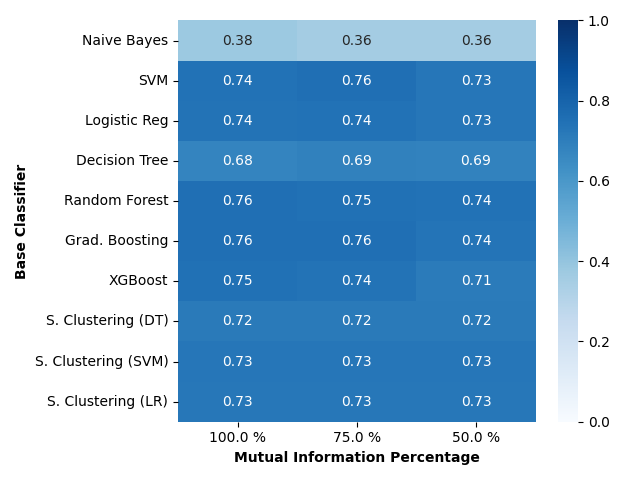 Base Classifier
Naive Bayes 0.38 0.36 0.36
SVM 0.74 0.76 0.73
Logistic Reg 0.74 0.74 0.73
Decision Tree 0.68 0.69 0.69
Random Forest 0.76 0.75 0.74
Grad. Boosting 0.76 0.76 0.74
XGBoost 0.75 0.74 0.71
S. Clustering (DT) 0.72 0.72 0.72
S. Clustering (SVM) 0.73 0.73 0.73
S. Clustering (LR) 0.73 0.73 0.73
100.0 % 75.0 % 50.0 %
Mutual Information Percentage
1.0
0.8
0.6
0.4
0.2
0.0